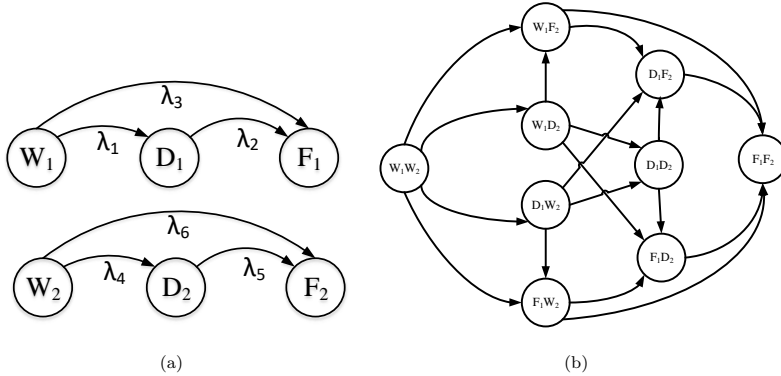 λ₃
W₁
λ₁
D₁
λ₂
F₁
λ₆
W₂
λ₄
D₂
λ₅
F₂
(a)
W₁F₂
D₁F₂
W₁D₂
W₁W₂
D₁D₂
F₁F₂
D₁W₂
F₁D₂
F₁W₂
(b)